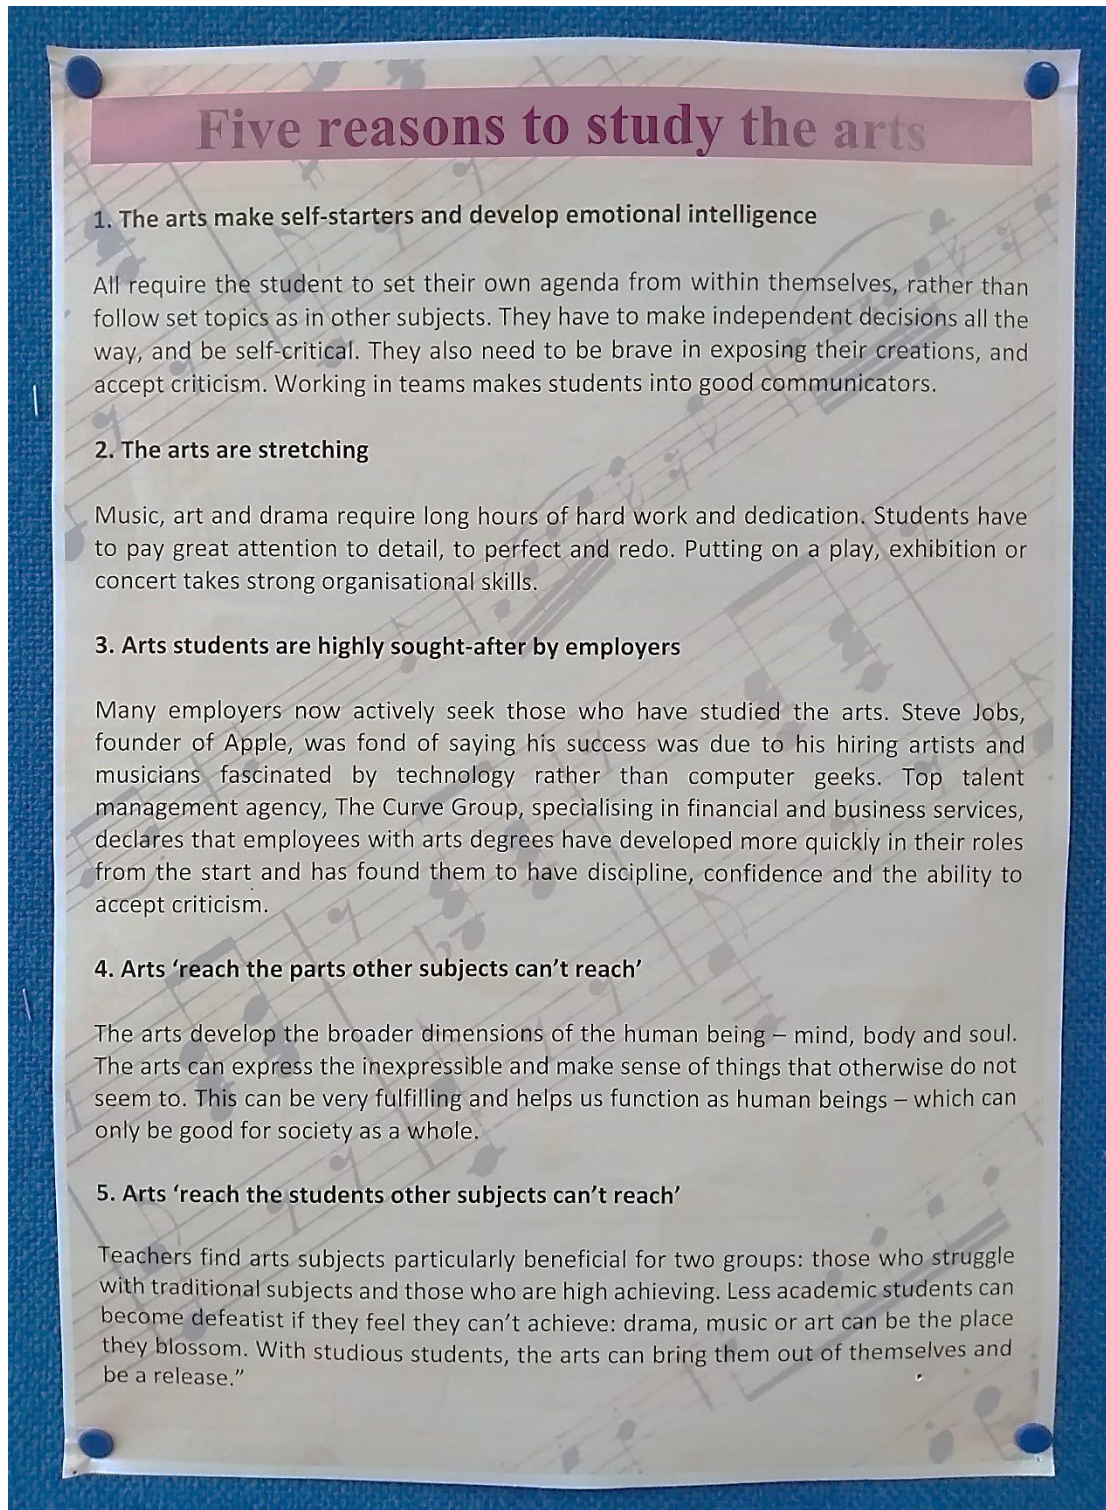 Five reasons to study the arts
1. The arts make self-starters and develop emotional intelligence
All require the student to set their own agenda from within themselves, rather than
follow set topics as in other subjects. They have to make independent decisions all the
way, and be self-critical. They also need to be brave in exposing their creations, and
accept criticism. Working in teams makes students into good communicators.
2. The arts are stretching
Music, art and drama require long hours of hard work and dedication. Students have
to pay great attention to detail, to perfect and redo. Putting on a play, exhibition or
concert takes strong organisational skills.
3. Arts students are highly sought-after by employers
Many employers now actively seek those who have studied the arts. Steve Jobs,
founder of Apple, was fond of saying his success was due to his hiring artists and
musicians fascinated by technology rather than computer geeks. Top talent
management agency, The Curve Group, specialising in financial and business services,
declares that employees with arts degrees have developed more quickly in their roles
from the start and has found them to have discipline, confidence and the ability to
accept criticism.
4. Arts ‘reach the parts other subjects can’t reach’
The arts develop the broader dimensions of the human being – mind, body and soul.
The arts can express the inexpressible and make sense of things that otherwise do not
seem to. This can be very fulfilling and helps us function as human beings – which can
only be good for society as a whole.
5. Arts ‘reach the students other subjects can’t reach’
Teachers find arts subjects particularly beneficial for two groups: those who struggle
with traditional subjects and those who are high achieving. Less academic students can
become defeatist if they feel they can’t achieve: drama, music or art can be the place
they blossom. With studious students, the arts can bring them out of themselves and
be a release.”